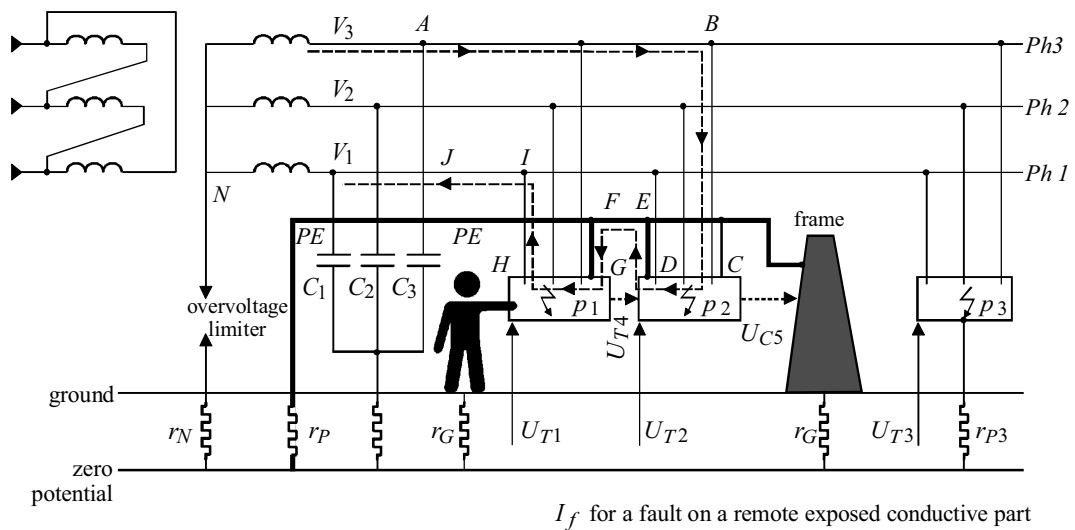 V3 A B Ph3
V2 Ph 2
V1 J I Ph 1
N F E frame
PE PE
C1 C2 C3 H G D C
p1 p2 p3
overvoltage
limiter
UT4 UC5
ground
rN rP rG UT1 UT2 rG UT3 rP3
zero
potential
If for a fault on a remote exposed conductive part